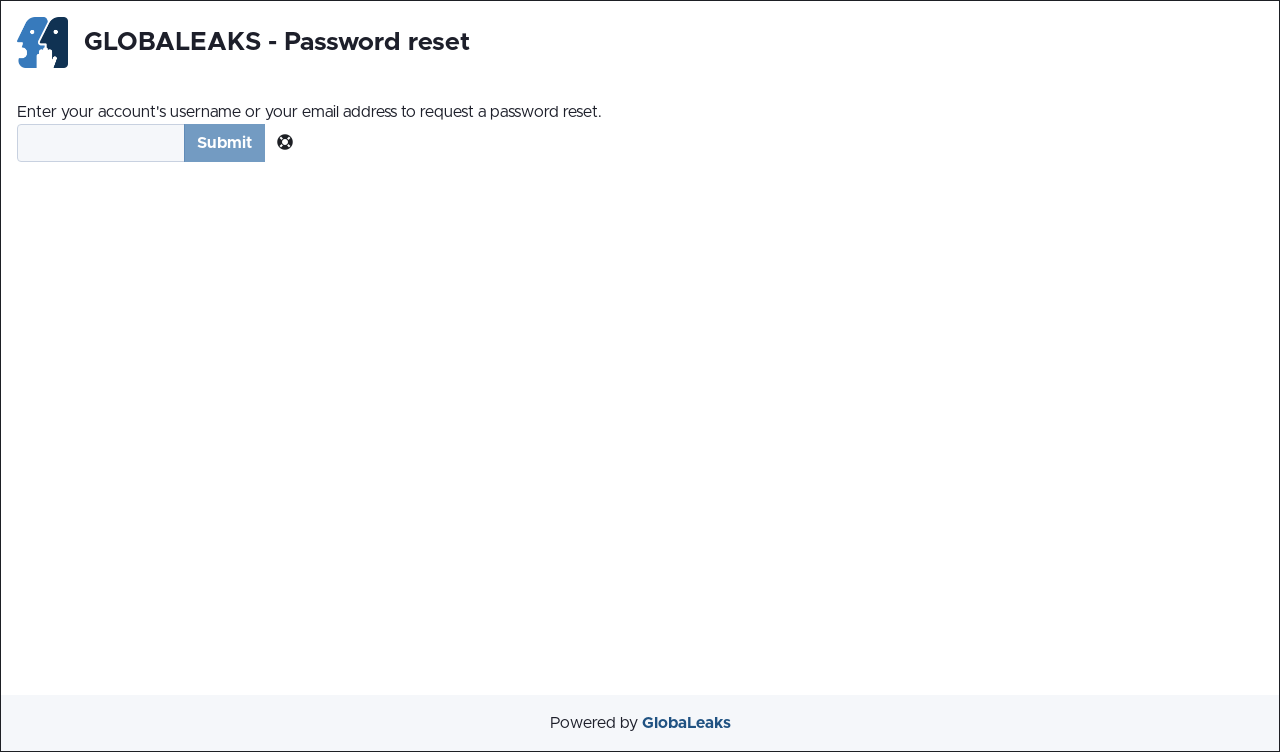 GLOBALEAKS - Password reset
Enter your account's username or your email address to request a password reset.
Submit
Powered by GlobaLeaks